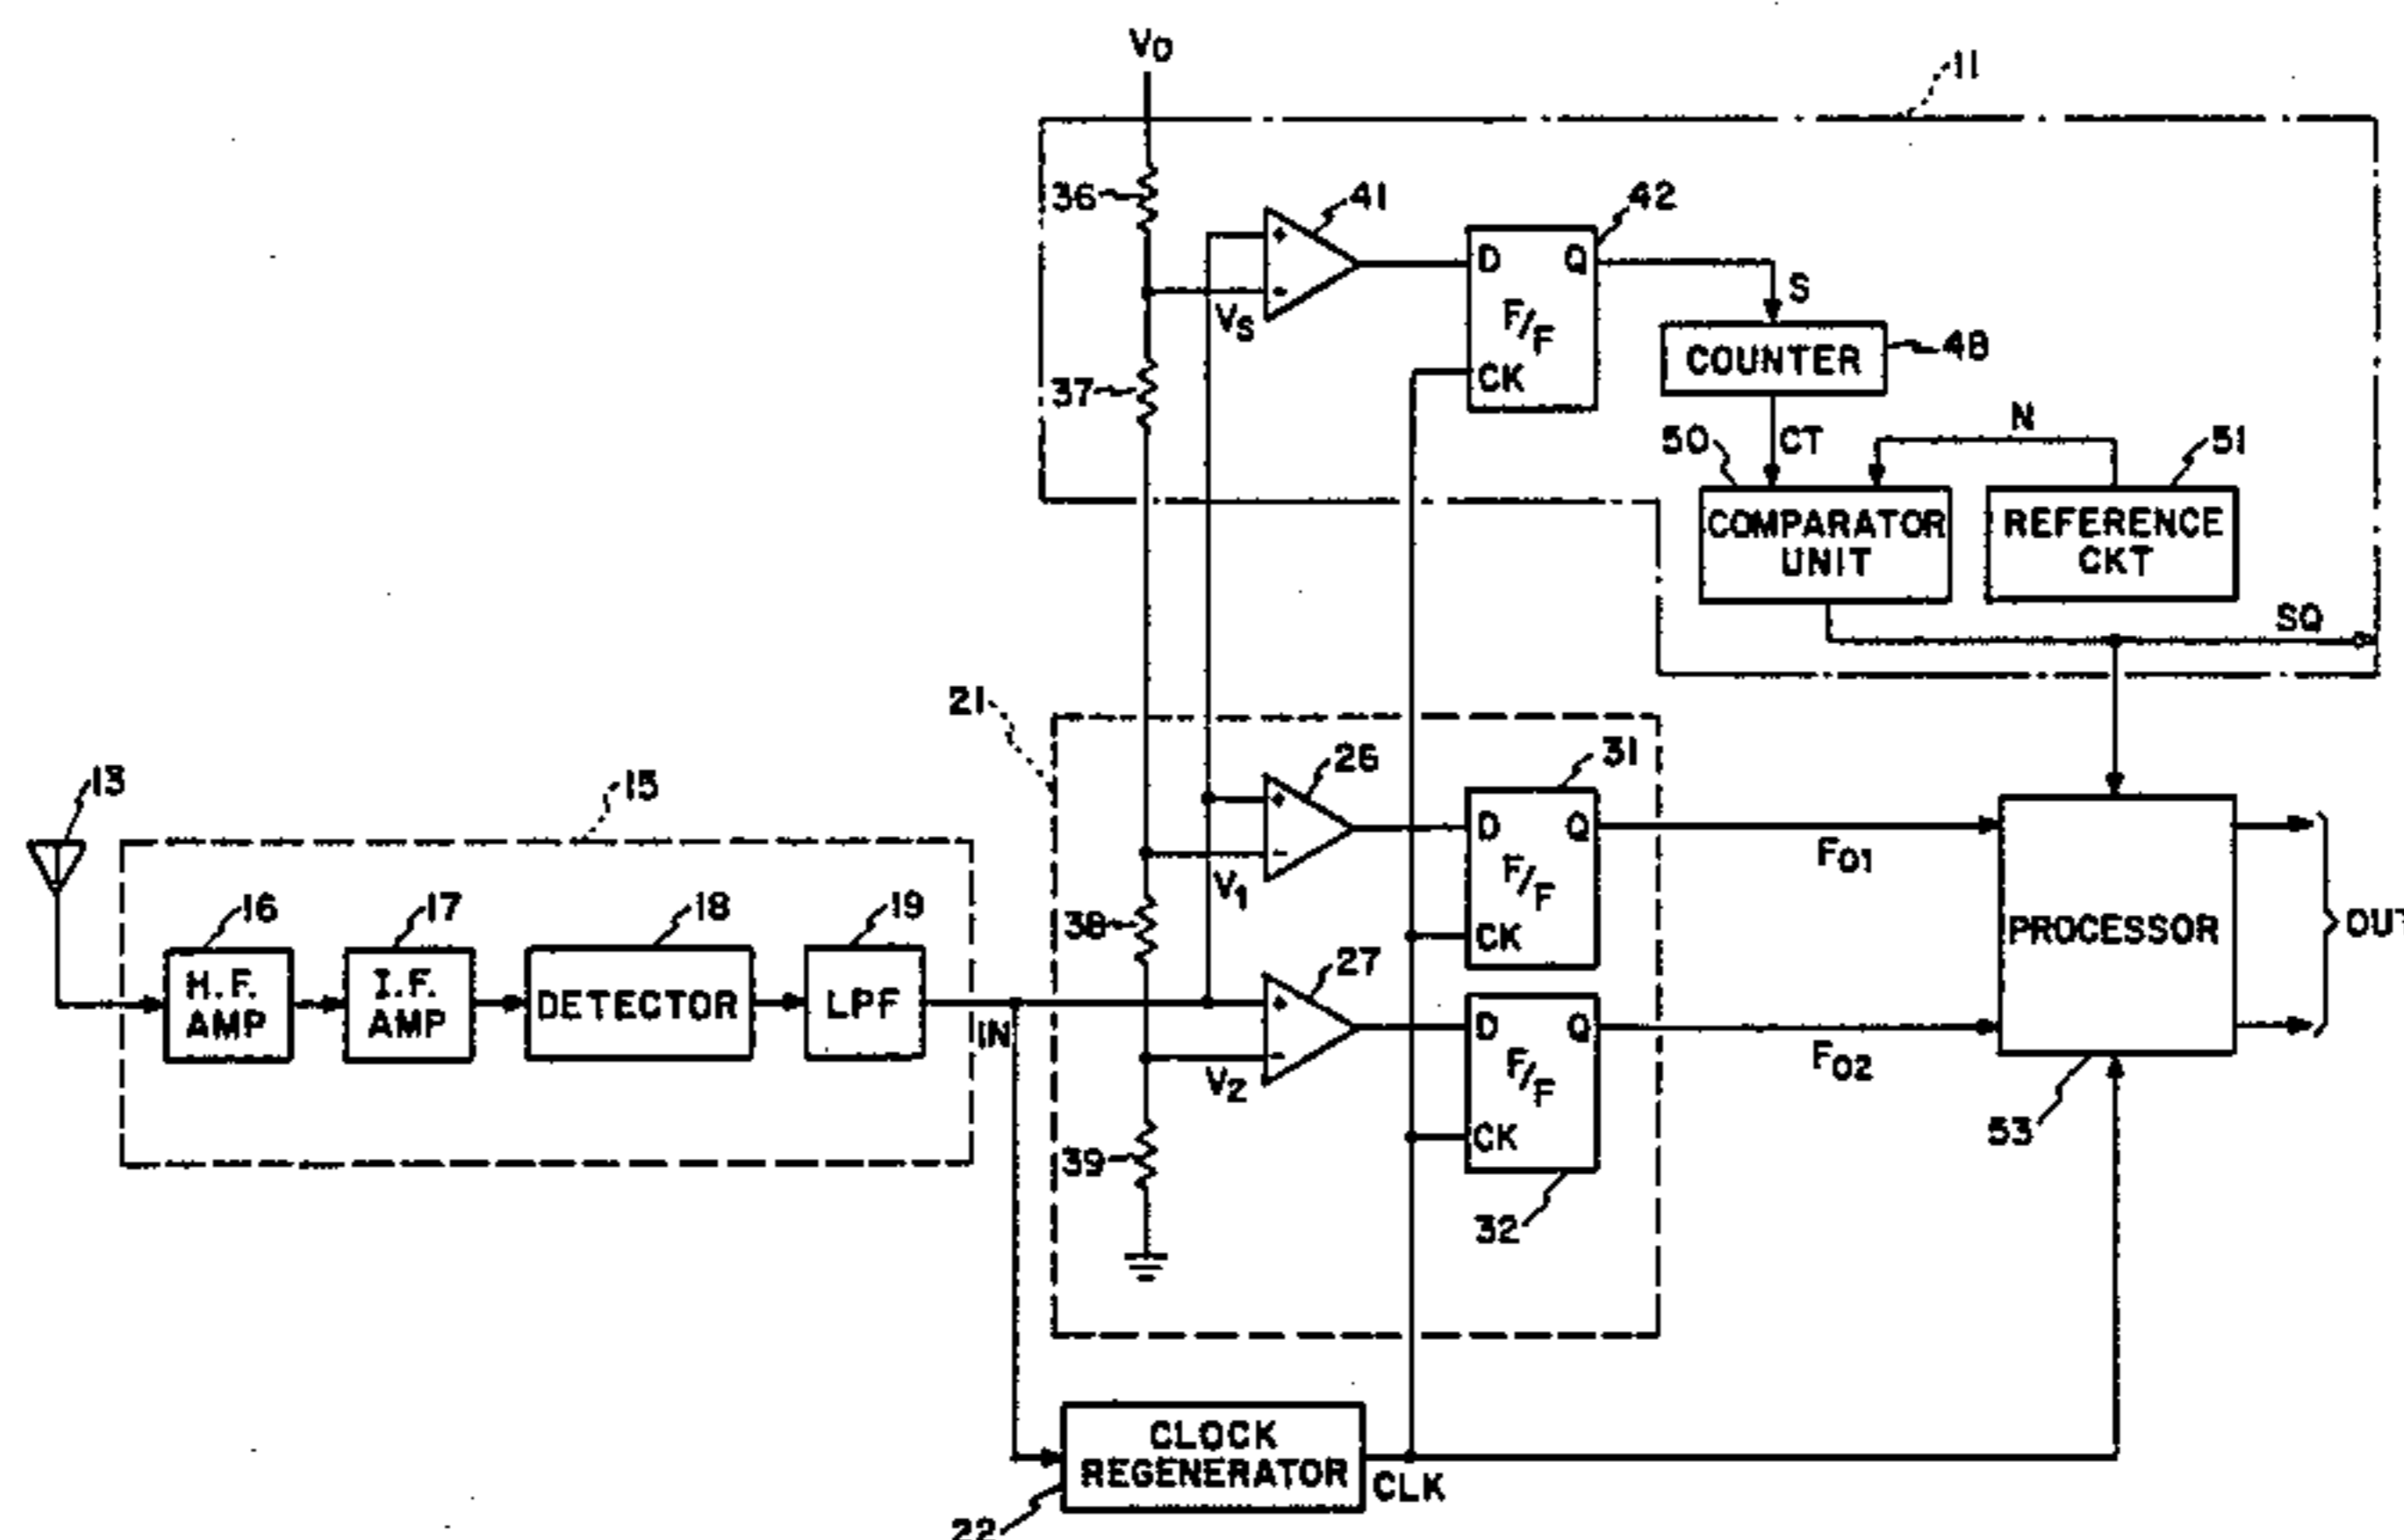 V0
11
36
41
42
+
-
VS
D Q
F/F
CK
S
COUNTER
48
37
50
CT
N
51
COMPARATOR
UNIT
REFERENCE
CKT
SQ
21
26
31
+
-
V1
D Q
F/F
CK
F01
13
15
16
17
18
19
H.F.
AMP
I.F.
AMP
DETECTOR
LPF
IN
38
27
+
-
V2
D Q
F/F
CK
F02
PROCESSOR
OUT
53
39
32
CLOCK
REGENERATOR
CLK
22